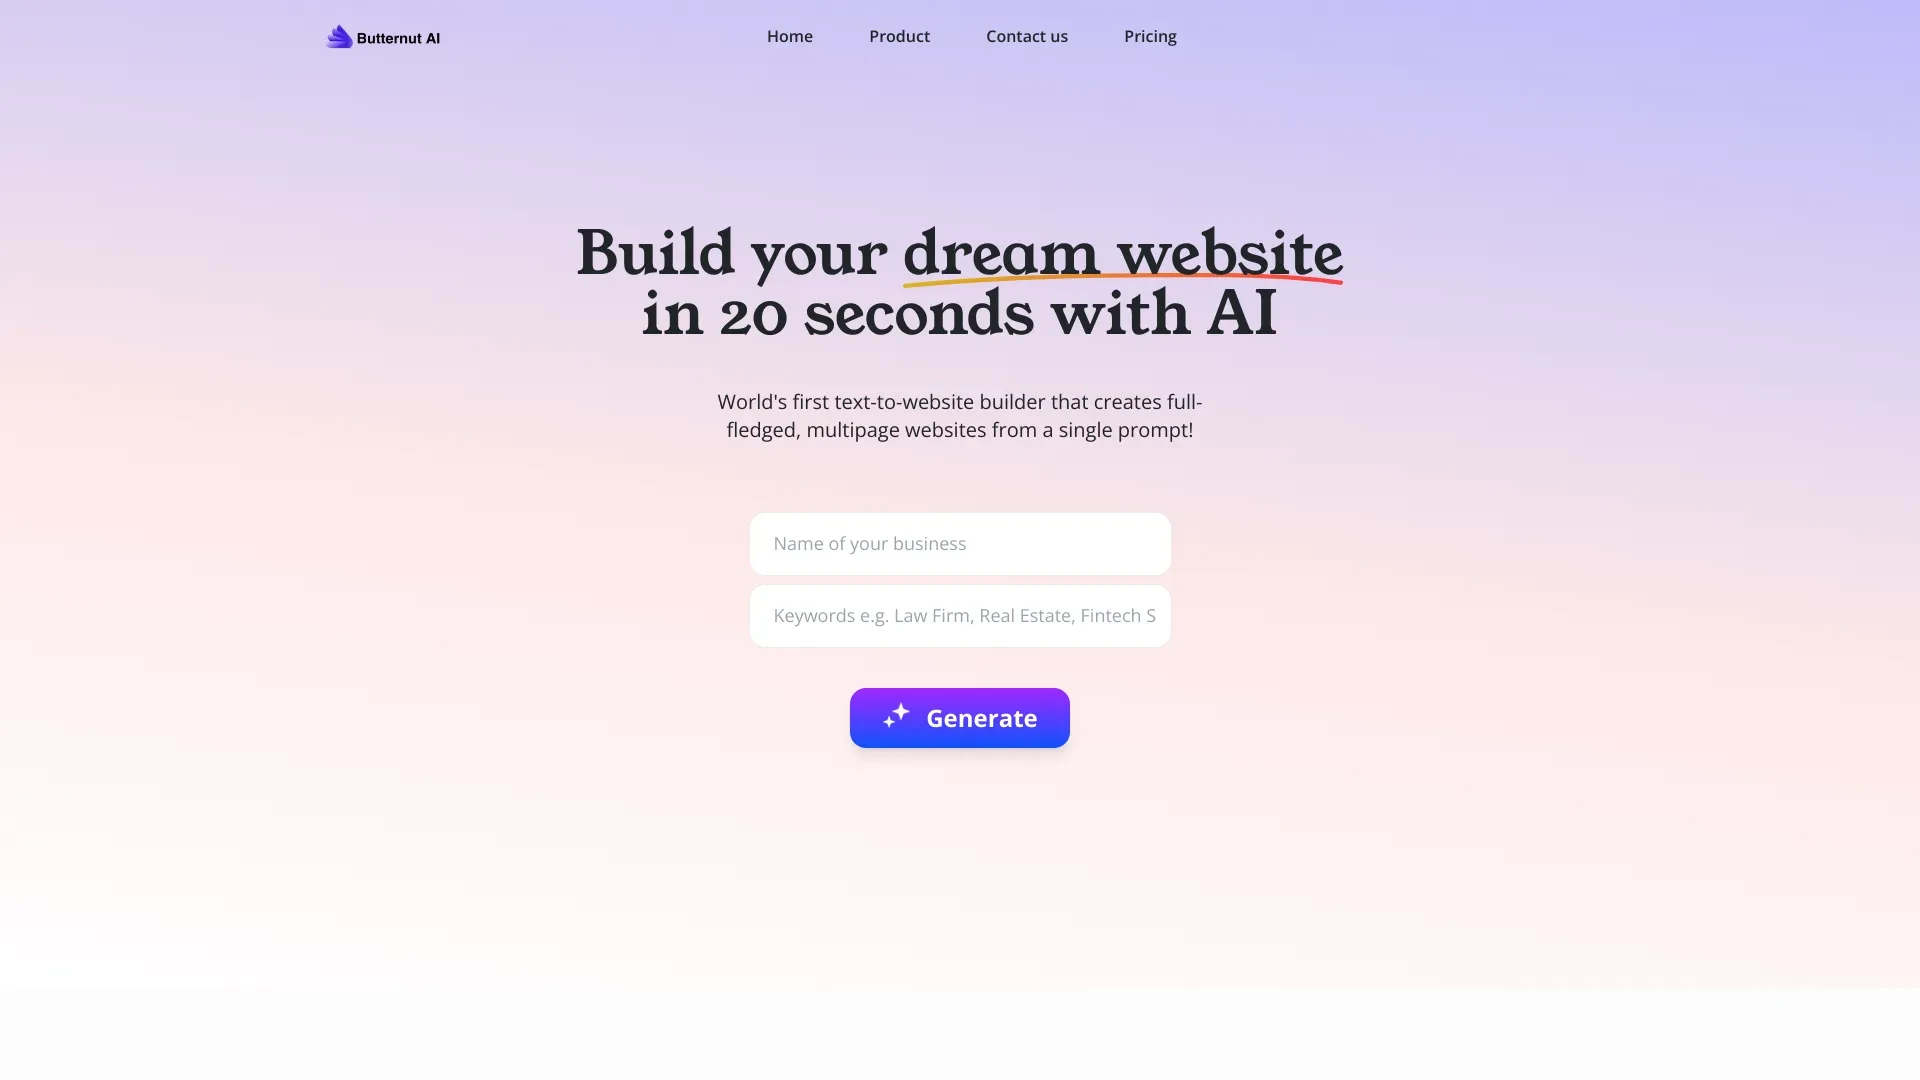 Butternut AI
Home
Product
Contact us
Pricing
Build your dream website
in 20 seconds with AI
World's first text-to-website builder that creates full-
fledged, multipage websites from a single prompt!
Name of your business
Keywords e.g. Law Firm, Real Estate, Fintech S
Generate